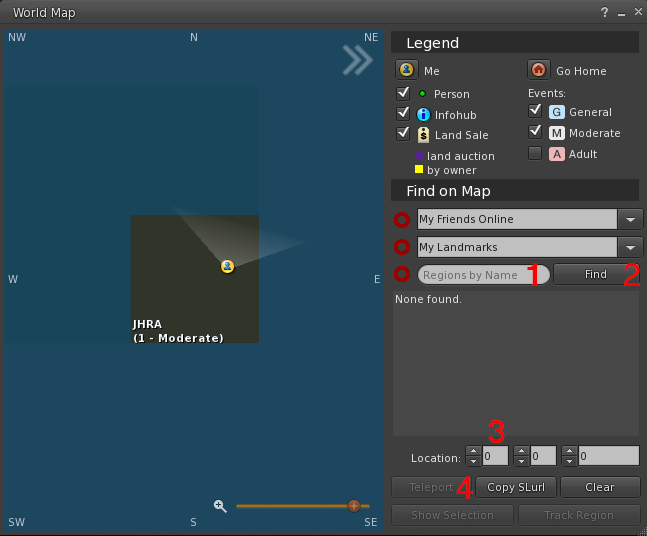 World Map
? _ ×
NW N NE
W E
JHRA
(1 - Moderate)
SW S SE
Legend
Me Go Home
Person Events:
Infohub G General
$ Land Sale M Moderate
land auction A Adult
by owner
Find on Map
My Friends Online
My Landmarks
Regions by Name 1 Find 2
None found.
3
Location: 0 0 0
Teleport 4 Copy SLurl Clear
Show Selection Track Region